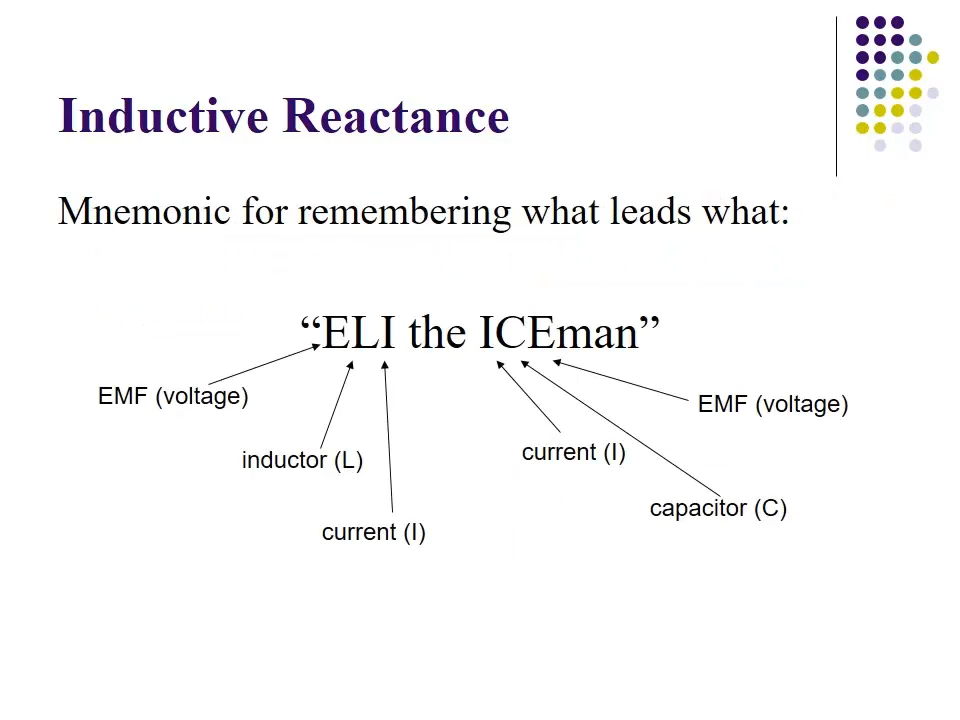 Inductive Reactance
Mnemonic for remembering what leads what:
“ELI the ICEman”
EMF (voltage)
EMF (voltage)
inductor (L)
current (I)
capacitor (C)
current (I)